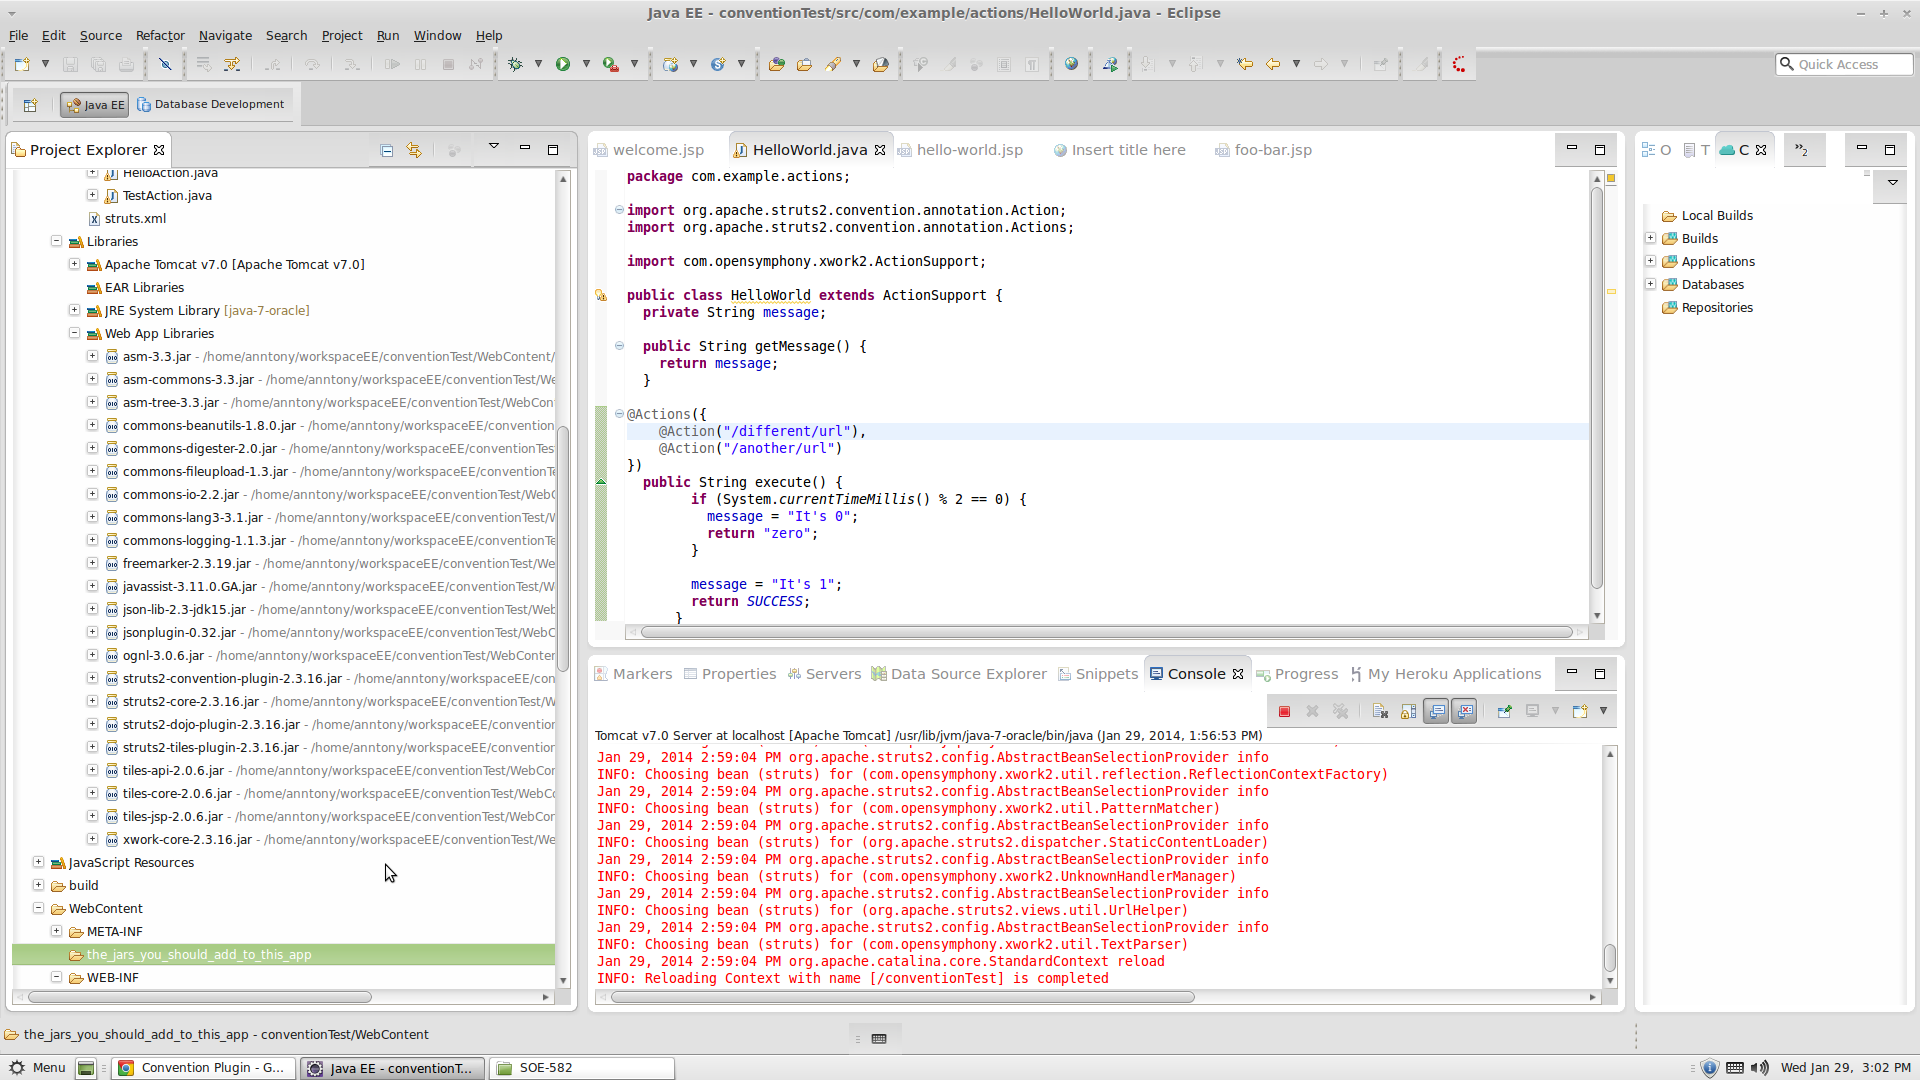 Java EE - conventionTest/src/com/example/actions/HelloWorld.java - Eclipse
File Edit Source Refactor Navigate Search Project Run Window Help
Quick Access
Java EE Database Development
Project Explorer
HelloAction.java
TestAction.java
struts.xml
Libraries
Apache Tomcat v7.0 [Apache Tomcat v7.0]
EAR Libraries
JRE System Library [java-7-oracle]
Web App Libraries
asm-3.3.jar - /home/anntony/workspaceEE/conventionTest/WebContent/
asm-commons-3.3.jar - /home/anntony/workspaceEE/conventionTest/We
asm-tree-3.3.jar - /home/anntony/workspaceEE/conventionTest/WebCon
commons-beanutils-1.8.0.jar - /home/anntony/workspaceEE/convention
commons-digester-2.0.jar - /home/anntony/workspaceEE/conventionTes
commons-fileupload-1.3.jar - /home/anntony/workspaceEE/conventionT
commons-io-2.2.jar - /home/anntony/workspaceEE/conventionTest/WebC
commons-lang3-3.1.jar - /home/anntony/workspaceEE/conventionTest/W
commons-logging-1.1.3.jar - /home/anntony/workspaceEE/conventionTe
freemarker-2.3.19.jar - /home/anntony/workspaceEE/conventionTest/We
javassist-3.11.0.GA.jar - /home/anntony/workspaceEE/conventionTest/W
json-lib-2.3-jdk15.jar - /home/anntony/workspaceEE/conventionTest/Web
jsonplugin-0.32.jar - /home/anntony/workspaceEE/conventionTest/WebC
ognl-3.0.6.jar - /home/anntony/workspaceEE/conventionTest/WebConter
struts2-convention-plugin-2.3.16.jar - /home/anntony/workspaceEE/con
struts2-core-2.3.16.jar - /home/anntony/workspaceEE/conventionTest/W
struts2-dojo-plugin-2.3.16.jar - /home/anntony/workspaceEE/convention
struts2-tiles-plugin-2.3.16.jar - /home/anntony/workspaceEE/convention
tiles-api-2.0.6.jar - /home/anntony/workspaceEE/conventionTest/WebCor
tiles-core-2.0.6.jar - /home/anntony/workspaceEE/conventionTest/WebCo
tiles-jsp-2.0.6.jar - /home/anntony/workspaceEE/conventionTest/WebCor
xwork-core-2.3.16.jar - /home/anntony/workspaceEE/conventionTest/We
JavaScript Resources
build
WebContent
META-INF
the_jars_you_should_add_to_this_app
WEB-INF
welcome.jsp HelloWorld.java hello-world.jsp Insert title here foo-bar.jsp
package com.example.actions;
import org.apache.struts2.convention.annotation.Action;
import org.apache.struts2.convention.annotation.Actions;
import com.opensymphony.xwork2.ActionSupport;
public class HelloWorld extends ActionSupport {
private String message;
public String getMessage() {
return message;
}
@Actions({
@Action("/different/url"),
@Action("/another/url")
})
public String execute() {
if (System.currentTimeMillis() % 2 == 0) {
message = "It's 0";
return "zero";
}
message = "It's 1";
return SUCCESS;
}
O T C »2
Local Builds
Builds
Applications
Databases
Repositories
Markers Properties Servers Data Source Explorer Snippets Console Progress My Heroku Applications
Tomcat v7.0 Server at localhost [Apache Tomcat] /usr/lib/jvm/java-7-oracle/bin/java (Jan 29, 2014, 1:56:53 PM)
Jan 29, 2014 2:59:04 PM org.apache.struts2.config.AbstractBeanSelectionProvider info
INFO: Choosing bean (struts) for (com.opensymphony.xwork2.util.reflection.ReflectionContextFactory)
Jan 29, 2014 2:59:04 PM org.apache.struts2.config.AbstractBeanSelectionProvider info
INFO: Choosing bean (struts) for (com.opensymphony.xwork2.util.PatternMatcher)
Jan 29, 2014 2:59:04 PM org.apache.struts2.config.AbstractBeanSelectionProvider info
INFO: Choosing bean (struts) for (org.apache.struts2.dispatcher.StaticContentLoader)
Jan 29, 2014 2:59:04 PM org.apache.struts2.config.AbstractBeanSelectionProvider info
INFO: Choosing bean (struts) for (com.opensymphony.xwork2.UnknownHandlerManager)
Jan 29, 2014 2:59:04 PM org.apache.struts2.config.AbstractBeanSelectionProvider info
INFO: Choosing bean (struts) for (org.apache.struts2.views.util.UrlHelper)
Jan 29, 2014 2:59:04 PM org.apache.struts2.config.AbstractBeanSelectionProvider info
INFO: Choosing bean (struts) for (com.opensymphony.xwork2.util.TextParser)
Jan 29, 2014 2:59:04 PM org.apache.catalina.core.StandardContext reload
INFO: Reloading Context with name [/conventionTest] is completed
the_jars_you_should_add_to_this_app - conventionTest/WebContent
Menu Convention Plugin - G... Java EE - conventionT... SOE-582 Wed Jan 29, 3:02 PM